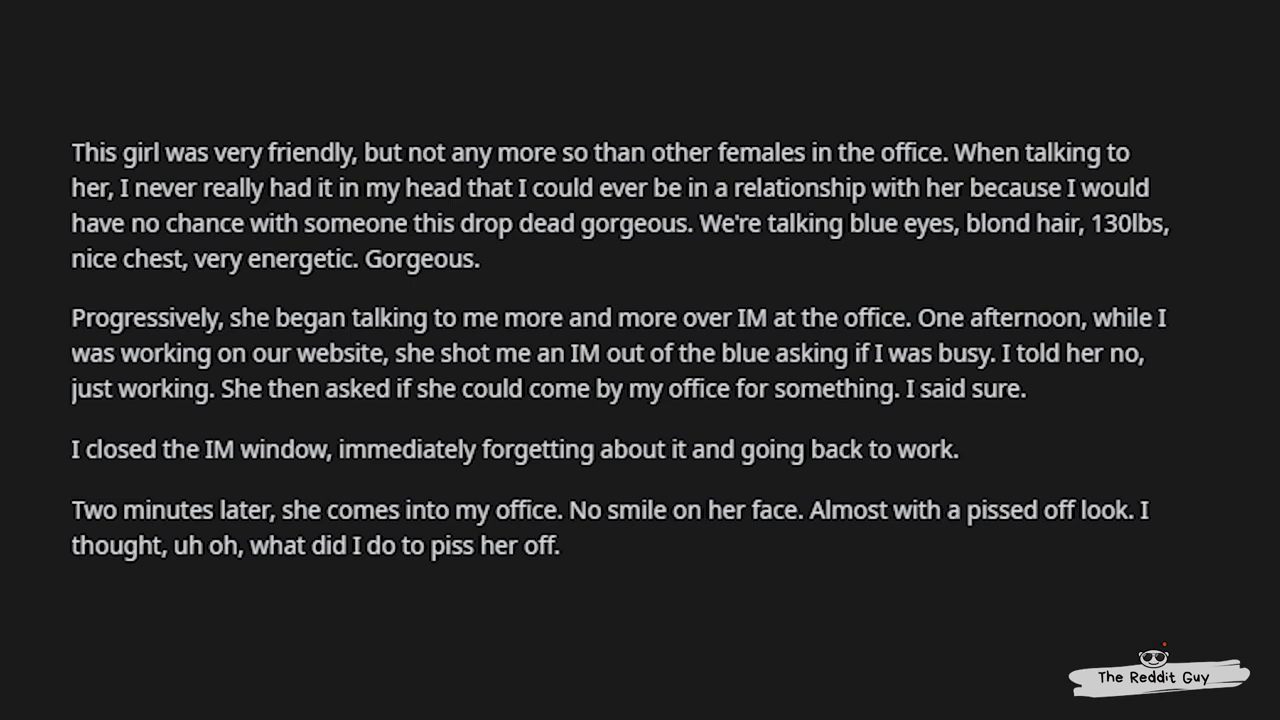 This girl was very friendly, but not any more so than other females in the office. When talking to
her, I never really had it in my head that I could ever be in a relationship with her because I would
have no chance with someone this drop dead gorgeous. We're talking blue eyes, blond hair, 130lbs,
nice chest, very energetic. Gorgeous.
Progressively, she began talking to me more and more over IM at the office. One afternoon, while I
was working on our website, she shot me an IM out of the blue asking if I was busy. I told her no,
just working. She then asked if she could come by my office for something. I said sure.
I closed the IM window, immediately forgetting about it and going back to work.
Two minutes later, she comes into my office. No smile on her face. Almost with a pissed off look. I
thought, uh oh, what did I do to piss her off.
The Reddit Guy